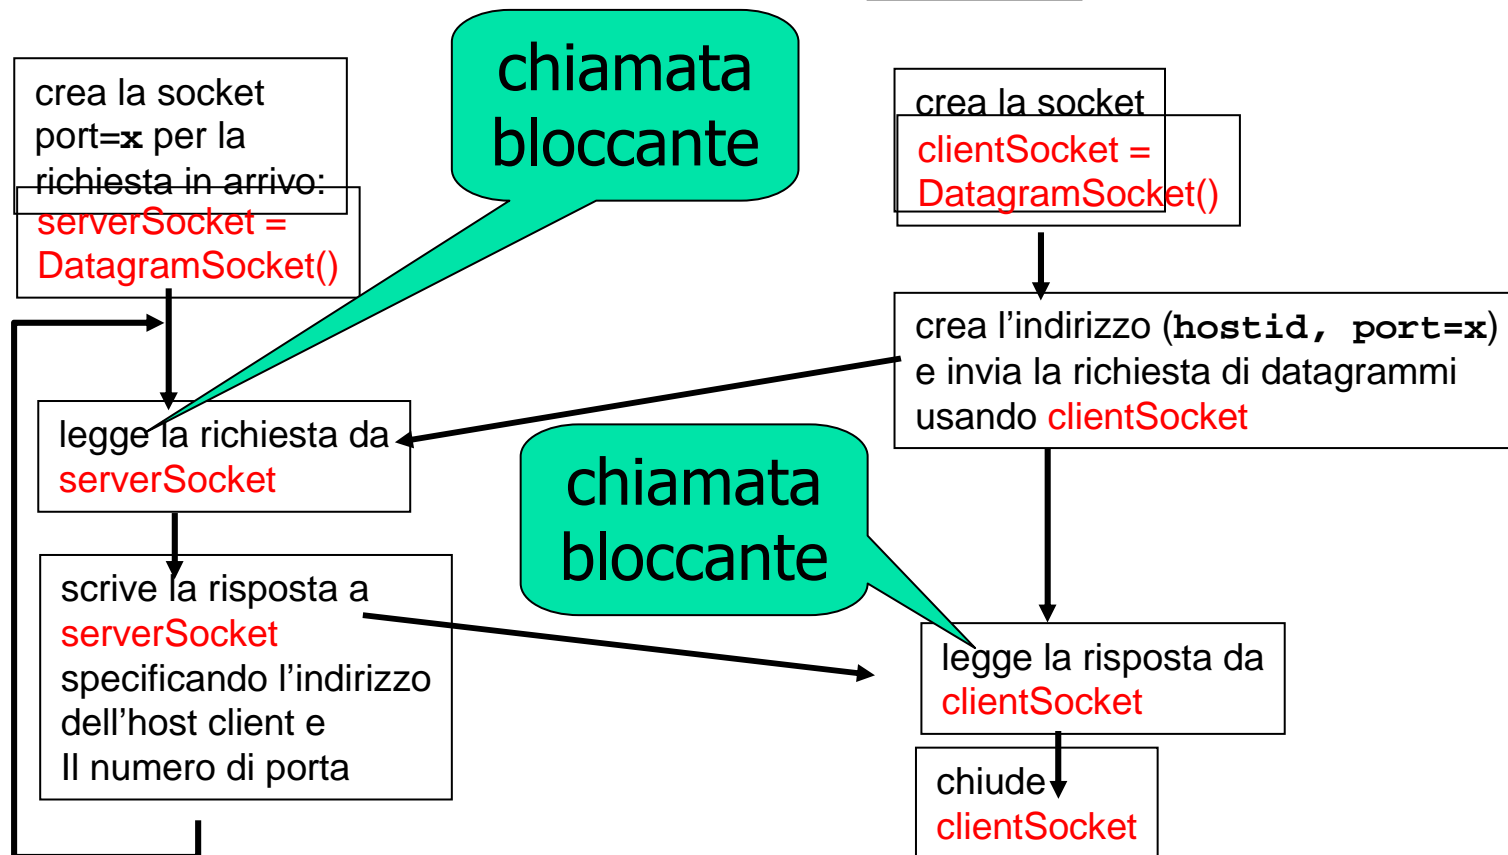 crea la socket
port=x per la
richiesta in arrivo:
serverSocket =
DatagramSocket()
chiamata
bloccante
legge la richiesta da
serverSocket
scrive la risposta a
serverSocket
specificando l'indirizzo
dell'host client e
Il numero di porta
crea la socket
clientSocket =
DatagramSocket()
crea l'indirizzo (hostid, port=x)
e invia la richiesta di datagrammi
usando clientSocket
chiamata
bloccante
legge la risposta da
clientSocket
chiude
clientSocket